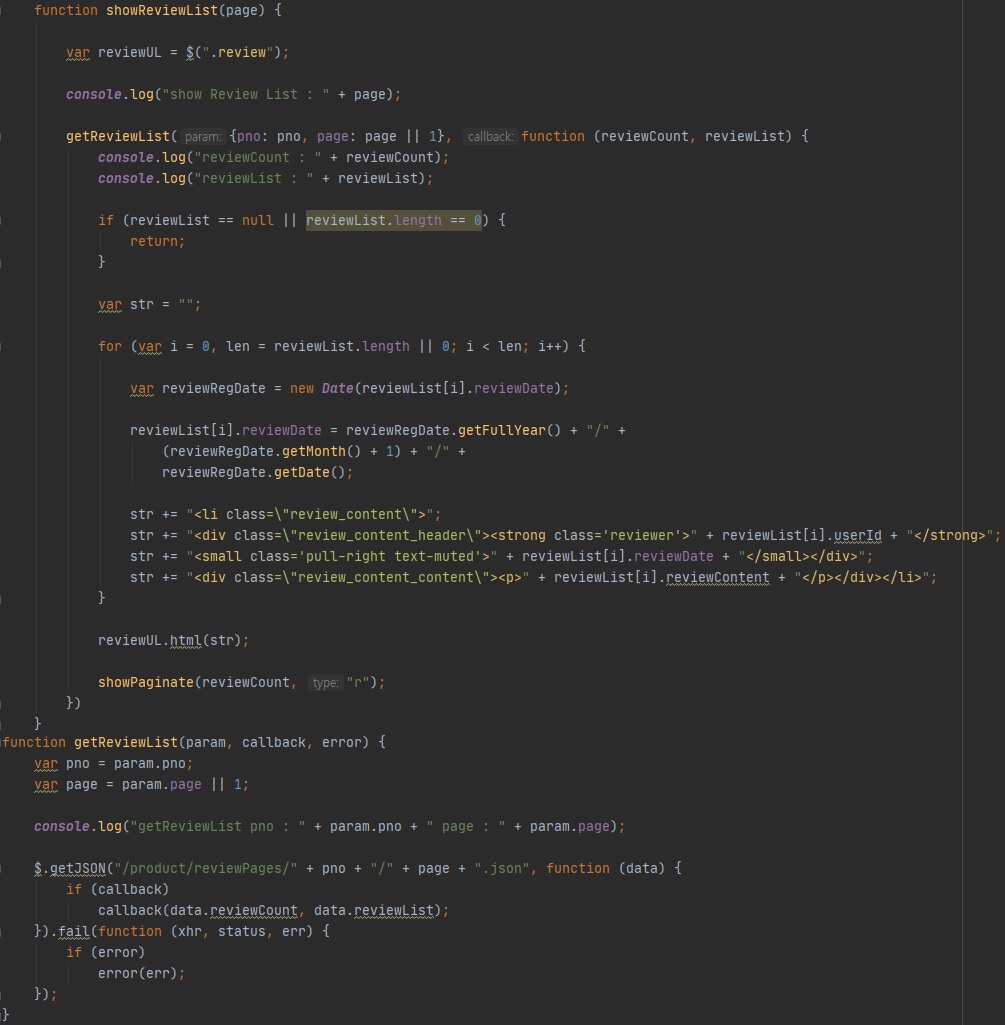 function showReviewList(page) {
var reviewUL = $(".review");
console.log("show Review List : " + page);
getReviewList( param: {pno: pno, page: page || 1}, callback: function (reviewCount, reviewList) {
console.log("reviewCount : " + reviewCount);
console.log("reviewList : " + reviewList);
if (reviewList == null || reviewList.length == 0) {
return;
}
var str = "";
for (var i = 0, len = reviewList.length || 0; i < len; i++) {
var reviewRegDate = new Date(reviewList[i].reviewDate);
reviewList[i].reviewDate = reviewRegDate.getFullYear() + "/" +
(reviewRegDate.getMonth() + 1) + "/" +
reviewRegDate.getDate();
str += "<li class=\"review_content\">";
str += "<div class=\"review_content_header\"><strong class='reviewer'>" + reviewList[i].userId + "</strong>";
str += "<small class='pull-right text-muted'>" + reviewList[i].reviewDate + "</small></div>";
str += "<div class=\"review_content_content\"><p>" + reviewList[i].reviewContent + "</p></div></li>";
}
reviewUL.html(str);
showPaginate(reviewCount, type: "r");
})
}
function getReviewList(param, callback, error) {
var pno = param.pno;
var page = param.page || 1;
console.log("getReviewList pno : " + param.pno + " page : " + param.page);
$.getJSON("/product/reviewPages/" + pno + "/" + page + ".json", function (data) {
if (callback)
callback(data.reviewCount, data.reviewList);
}).fail(function (xhr, status, err) {
if (error)
error(err);
});
}